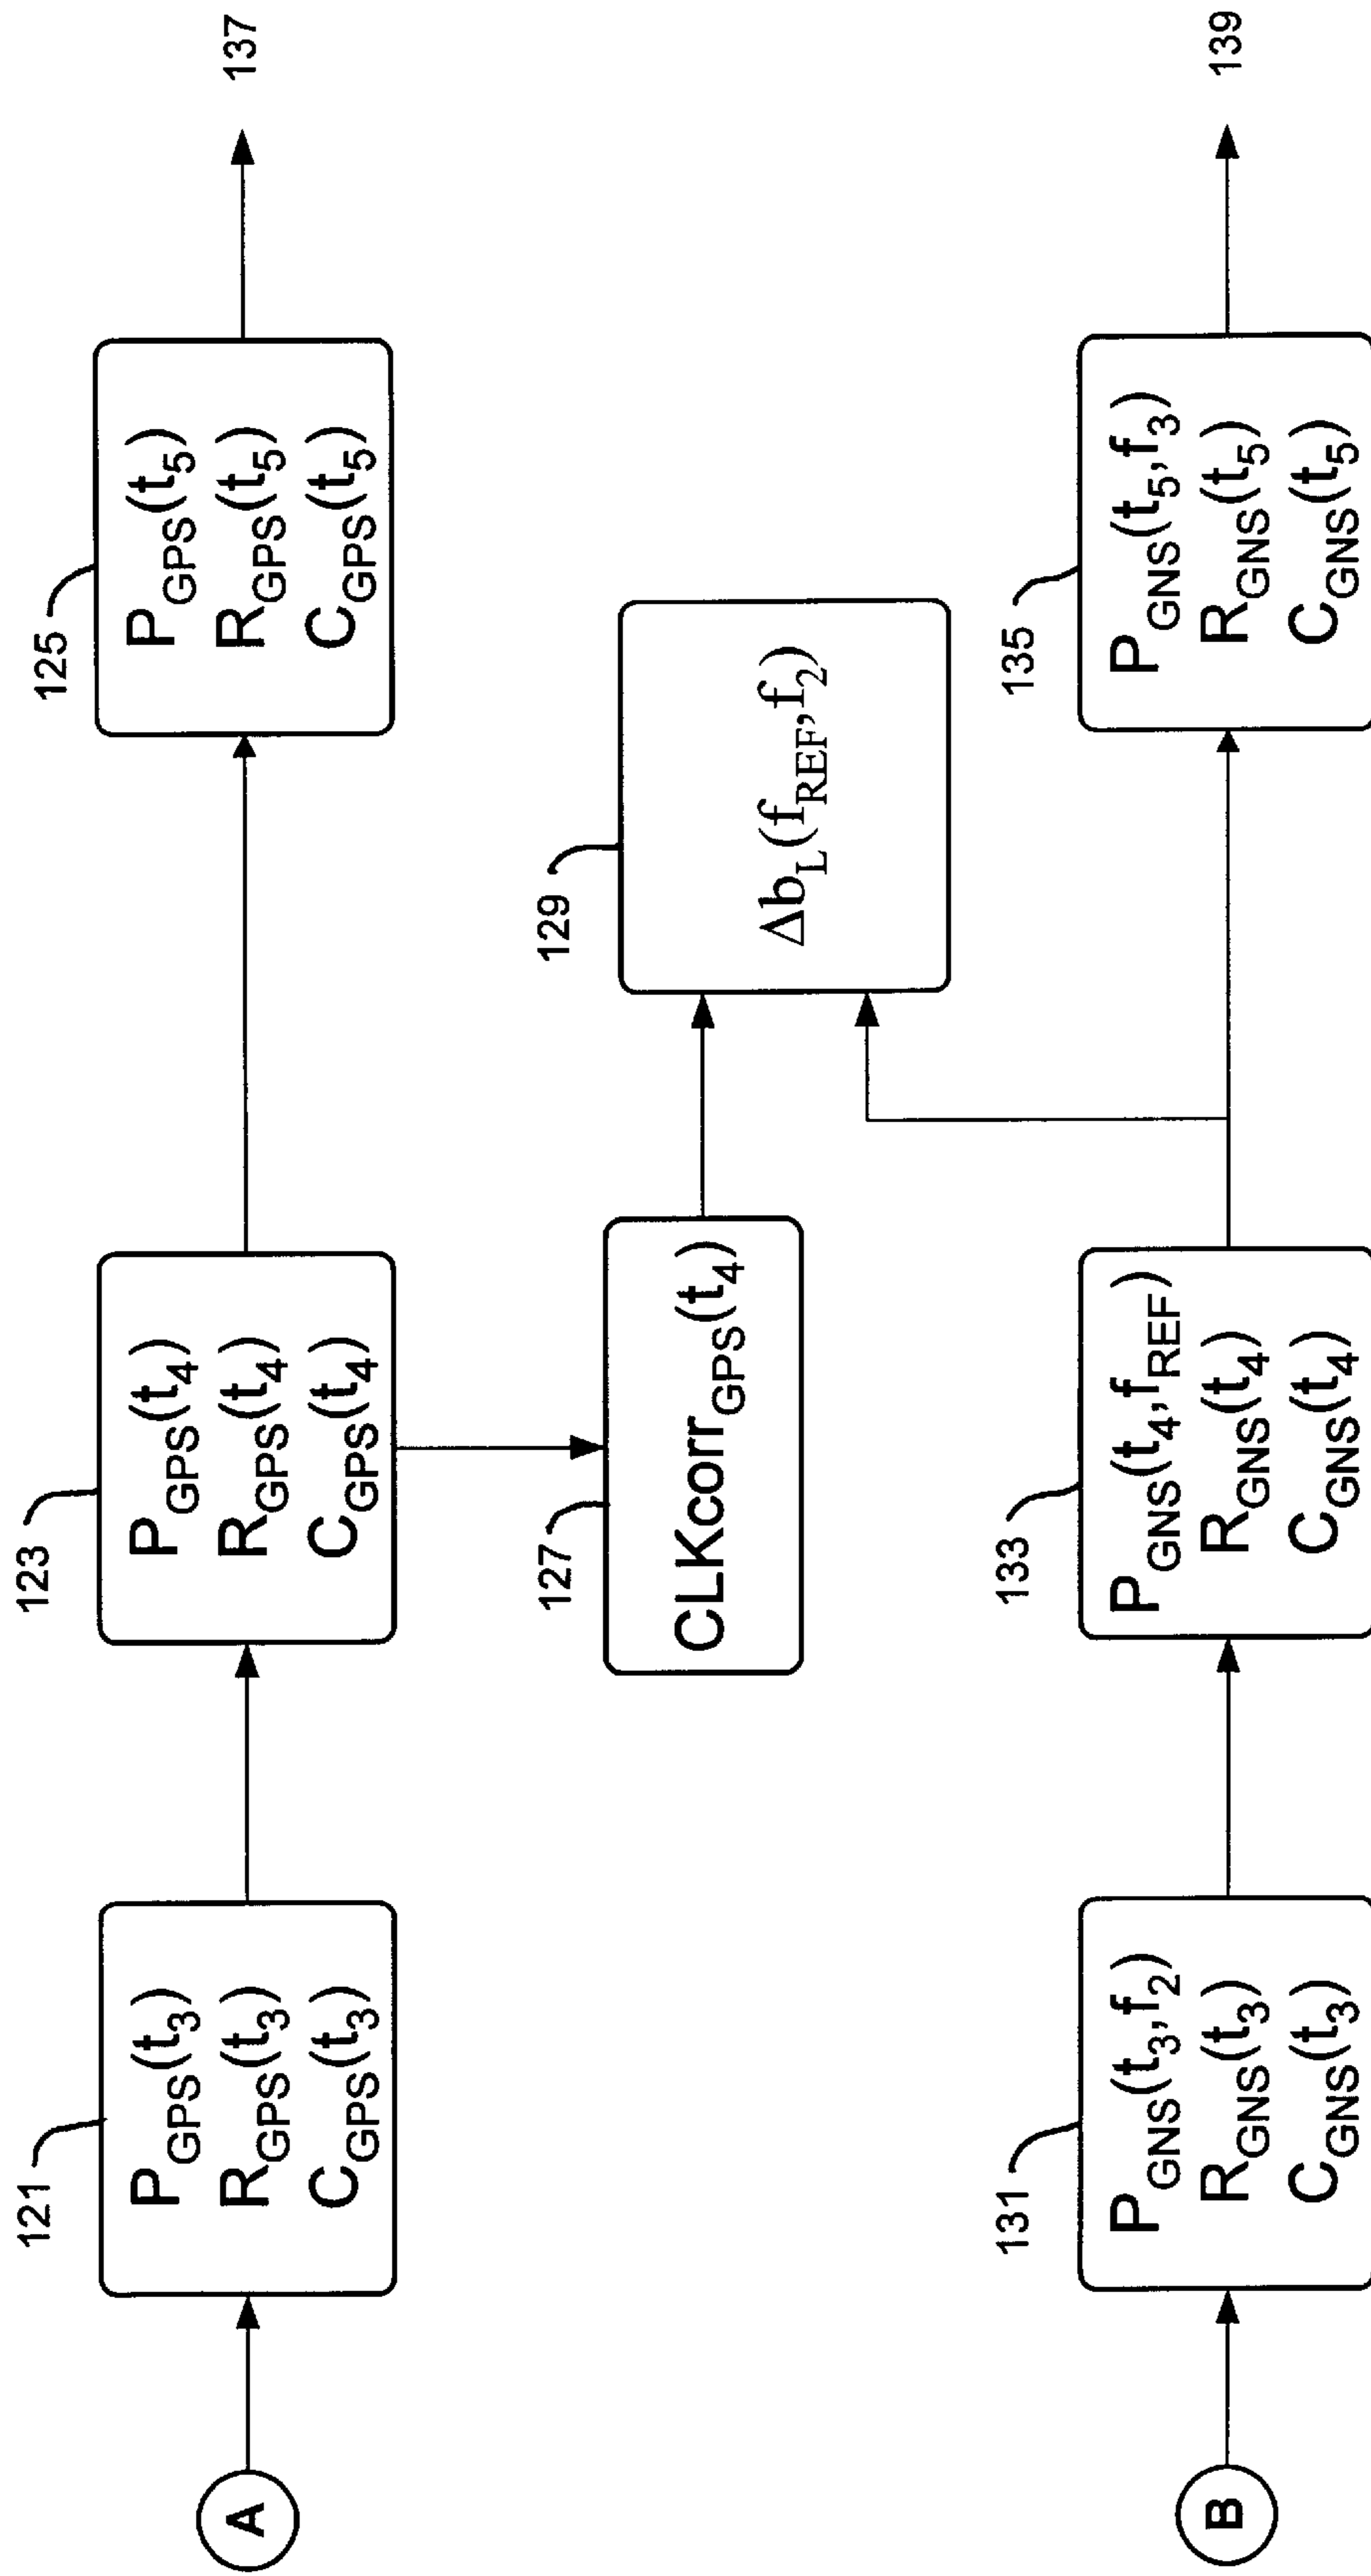 A
121
P_GPS(t_3)
R_GPS(t_3)
C_GPS(t_3)
123
P_GPS(t_4)
R_GPS(t_4)
C_GPS(t_4)
125
P_GPS(t_5)
R_GPS(t_5)
C_GPS(t_5)
137
127
CLKcorr_GPS(t_4)
129
Δb_L(f_REF,f_2)
B
131
P_GNS(t_3,f_2)
R_GNS(t_3)
C_GNS(t_3)
133
P_GNS(t_4,f_REF)
R_GNS(t_4)
C_GNS(t_4)
135
P_GNS(t_5,f_3)
R_GNS(t_5)
C_GNS(t_5)
139